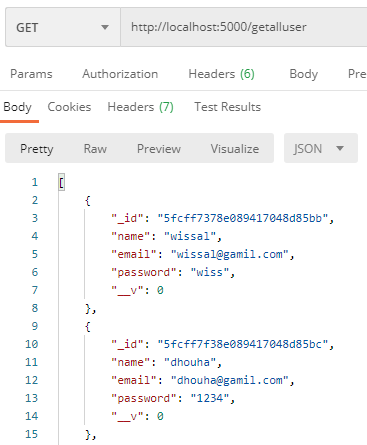 GET http://localhost:5000/getalluser
Params Authorization Headers (6) Body Pre
Body Cookies Headers (7) Test Results
Pretty Raw Preview Visualize JSON
1 [
2 {
3 "_id": "5fcff7378e089417048d85bb",
4 "name": "wissal",
5 "email": "wissal@gamil.com",
6 "password": "wiss",
7 "__v": 0
8 },
9 {
10 "_id": "5fcff7f38e089417048d85bc",
11 "name": "dhouha",
12 "email": "dhouha@gamil.com",
13 "password": "1234",
14 "__v": 0
15 },